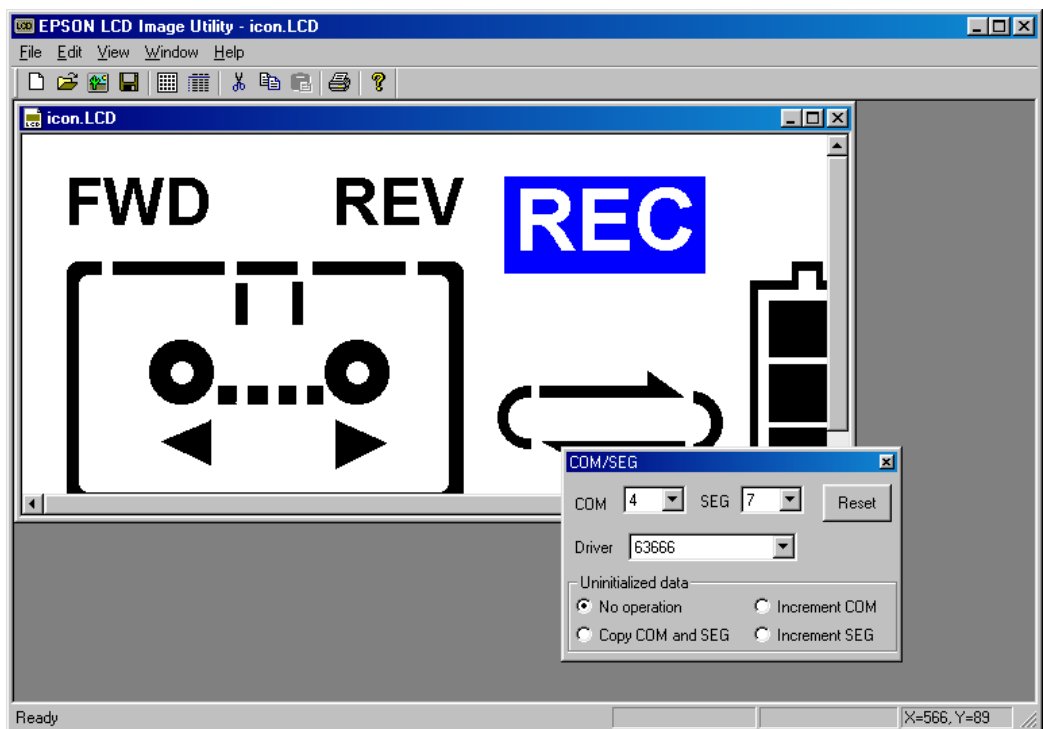 EPSON LCD Image Utility - icon.LCD
File Edit View Window Help
icon.LCD
FWD REV REC
COM/SEG
COM 4 SEG 7 Reset
Driver 63666
Uninitialized data
No operation Increment COM
Copy COM and SEG Increment SEG
Ready X=566, Y=89